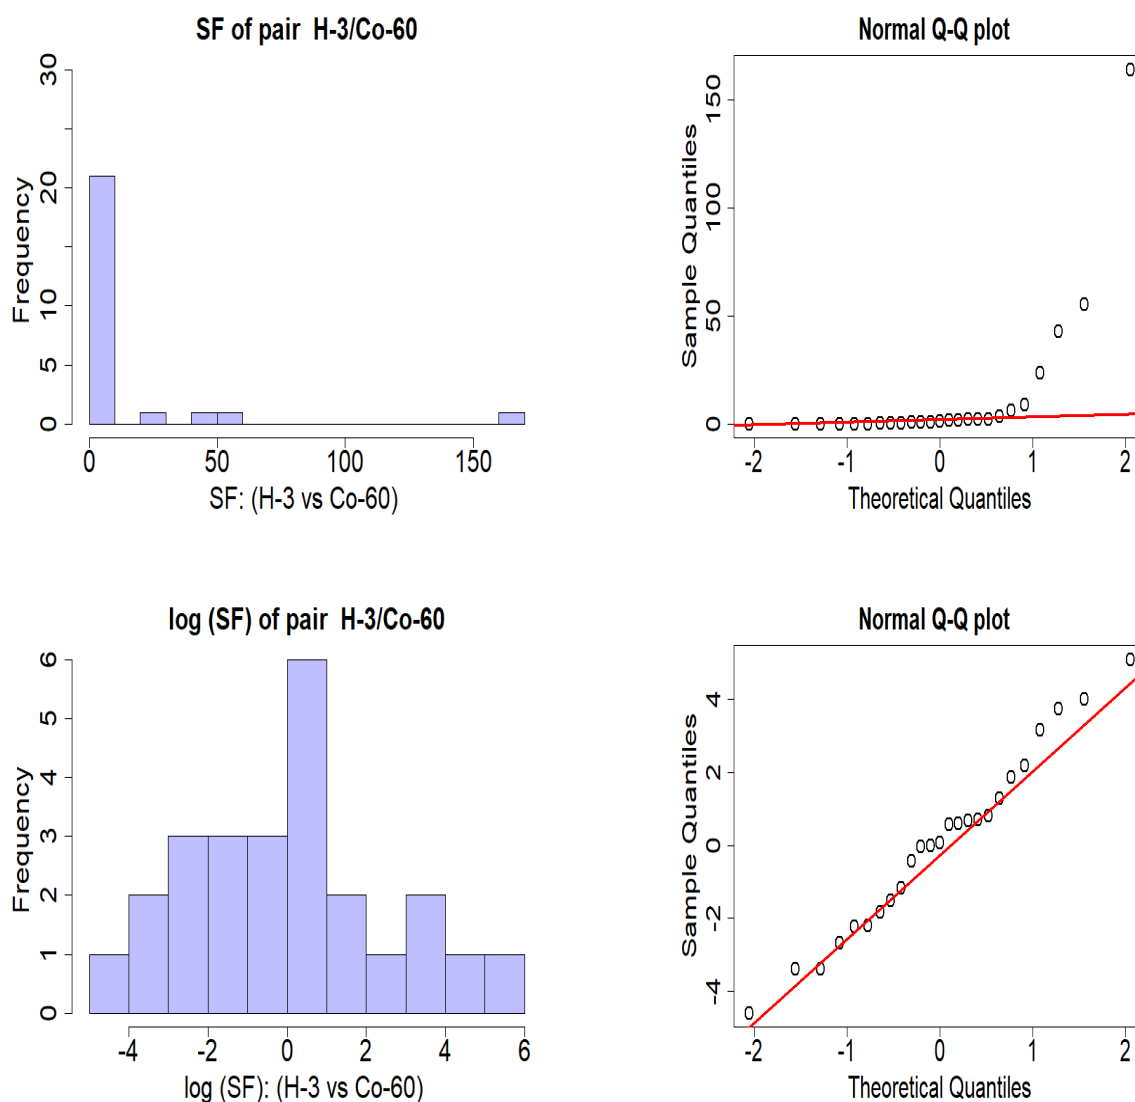 SF of pair H-3/Co-60
Frequency
30
20
10
5
0
0 50 100 150
SF: (H-3 vs Co-60)
Normal Q-Q plot
Sample Quantiles
150
100
50
0
-2 -1 0 1 2
Theoretical Quantiles
log (SF) of pair H-3/Co-60
Frequency
6
5
4
3
2
1
0
-4 -2 0 2 4 6
log (SF): (H-3 vs Co-60)
Normal Q-Q plot
Sample Quantiles
4
2
0
-2
-4
-2 -1 0 1 2
Theoretical Quantiles